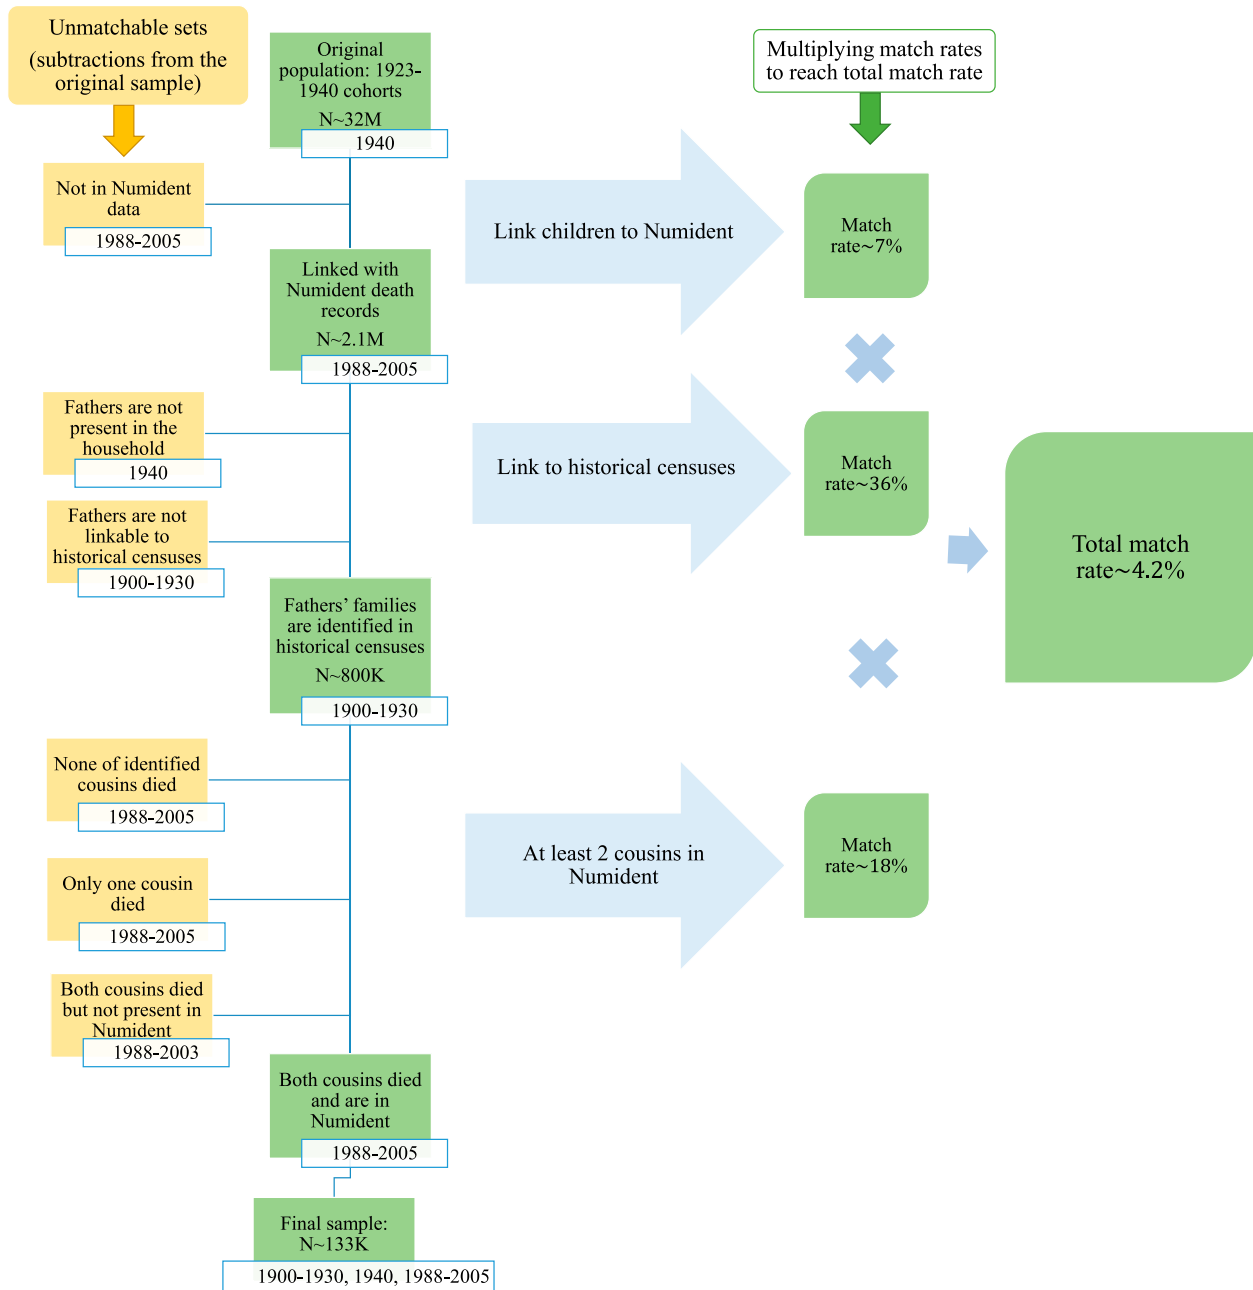 Unmatchable sets
(subtractions from the
original sample)
Original
population: 1923-
1940 cohorts
N~32M
1940
Multiplying match rates
to reach total match rate
Not in Numident
data
1988-2005
Link children to Numident
Match
rate~7%
Linked with
Numident death
records
N~2.1M
1988-2005
Fathers are not
present in the
household
1940
Link to historical censuses
Match
rate~36%
Fathers are not
linkable to
historical censuses
1900-1930
Total match
rate~4.2%
Fathers' families
are identified in
historical censuses
N~800K
1900-1930
None of identified
cousins died
1988-2005
At least 2 cousins in
Numident
Match
rate~18%
Only one cousin
died
1988-2005
Both cousins died
but not present in
Numident
1988-2003
Both cousins died
and are in
Numident
1988-2005
Final sample:
N~133K
1900-1930, 1940, 1988-2005